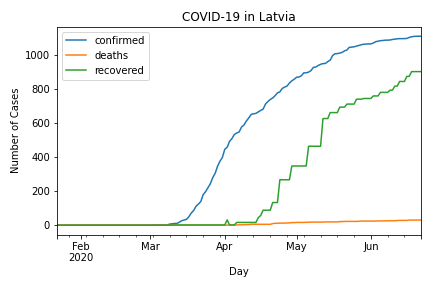 COVID-19 in Latvia
confirmed
deaths
recovered
Number of Cases
1000
800
600
400
200
0
Feb
2020
Mar
Apr
May
Jun
Day